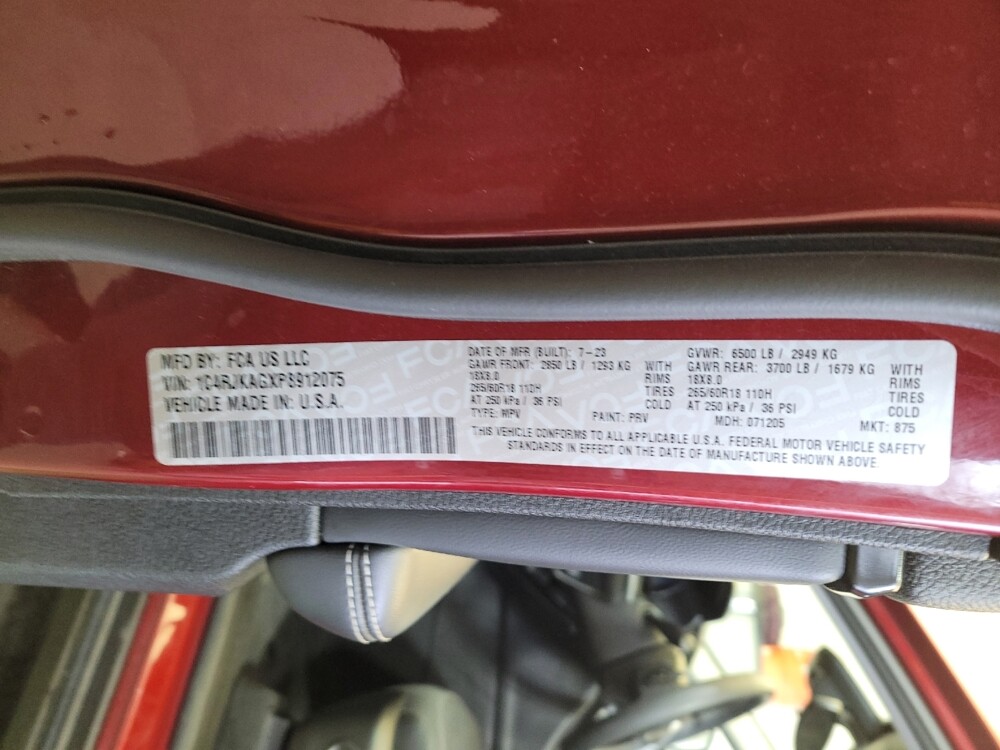 MFD BY: FCA US LLC
VIN: 1C4RJKAGXP8912075
VEHICLE MADE IN: U.S.A.
DATE OF MFR (BUILT): 7-23
GVWR: 6500 LB / 2949 KG
GAWR FRONT: 2850 LB / 1293 KG WITH
18X8.0 RIMS
265/60R18 110H TIRES
AT 250 kPa / 36 PSI COLD
GAWR REAR: 3700 LB / 1679 KG WITH
18X8.0 RIMS
265/60R18 110H TIRES
AT 250 kPa / 36 PSI COLD
TYPE: MPV PAINT: PRV MDH: 071205 MKT: 875
THIS VEHICLE CONFORMS TO ALL APPLICABLE U.S.A. FEDERAL MOTOR VEHICLE SAFETY
STANDARDS IN EFFECT ON THE DATE OF MANUFACTURE SHOWN ABOVE.